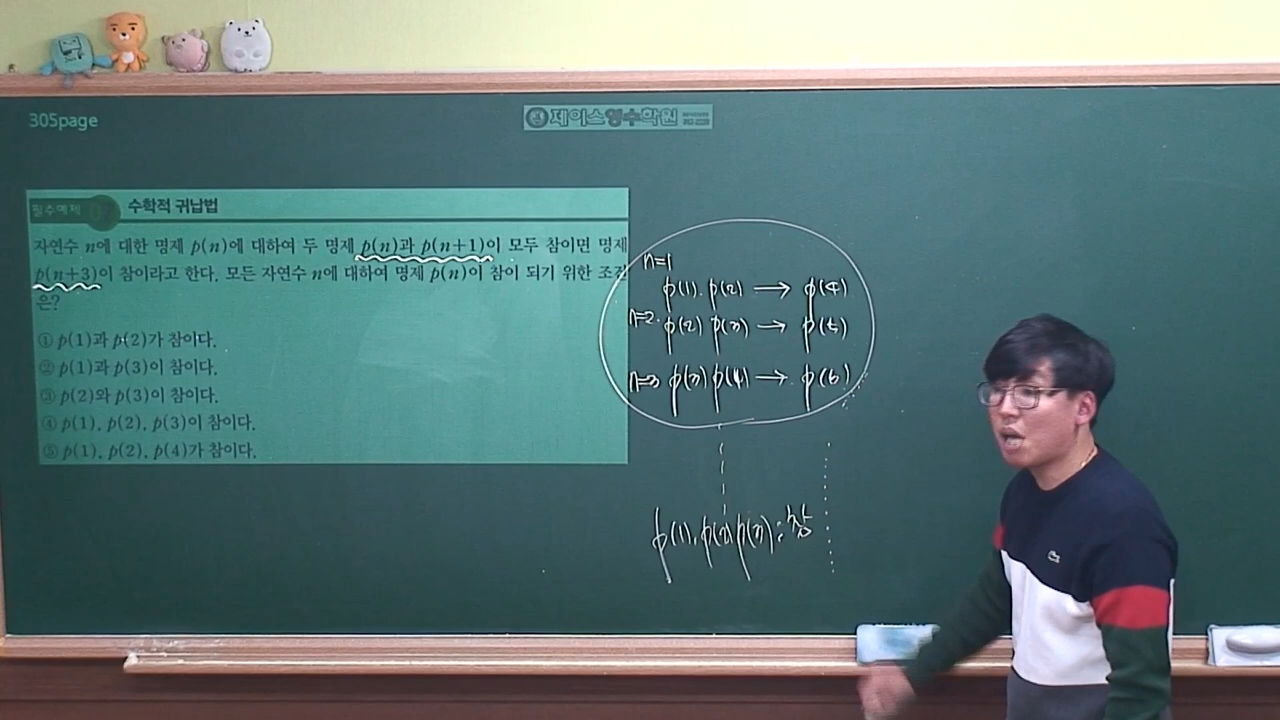 305page
제이스영수학원
필수예제 07 수학적 귀납법
자연수 n에 대한 명제 p(n)에 대하여 두 명제 p(n)과 p(n+1)이 모두 참이면 명제
p(n+3)이 참이라고 한다. 모든 자연수 n에 대하여 명제 p(n)이 참이 되기 위한 조건
은?
① p(1)과 p(2)가 참이다.
② p(1)과 p(3)이 참이다.
③ p(2)와 p(3)이 참이다.
④ p(1), p(2), p(3)이 참이다.
⑤ p(1), p(2), p(4)가 참이다.
n=1
p(1). p(2) → p(4)
n=2. p(2) p(3) → p(5)
n=3 p(3) p(4) → p(6)
p(1), p(2) p(3) : 참